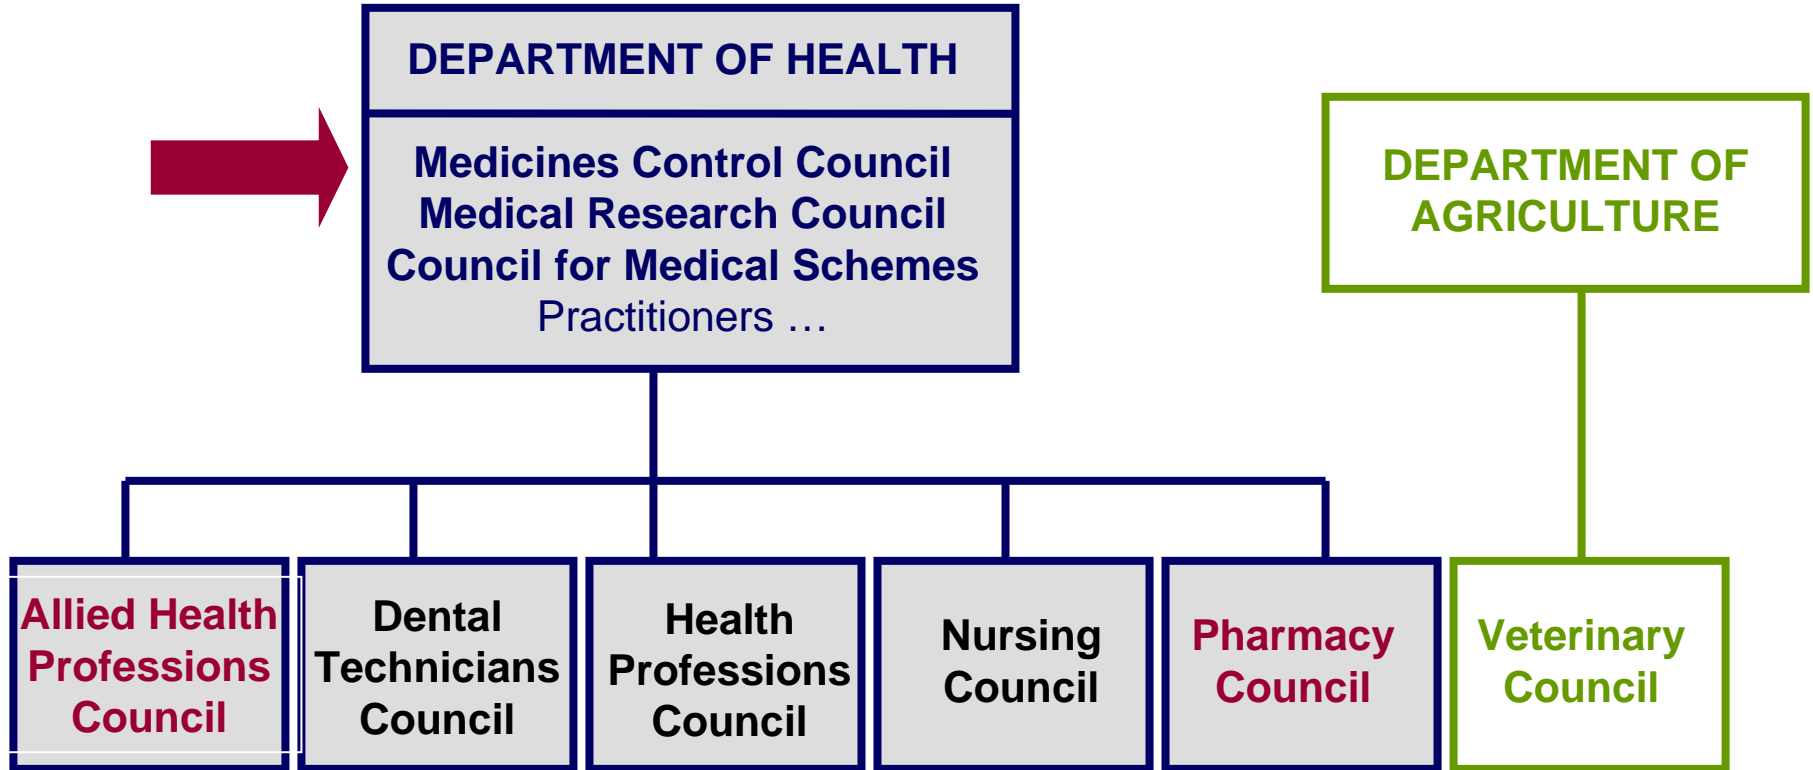 DEPARTMENT OF HEALTH
Medicines Control Council
Medical Research Council
Council for Medical Schemes
Practitioners …
DEPARTMENT OF
AGRICULTURE
Allied Health
Professions
Council
Dental
Technicians
Council
Health
Professions
Council
Nursing
Council
Pharmacy
Council
Veterinary
Council